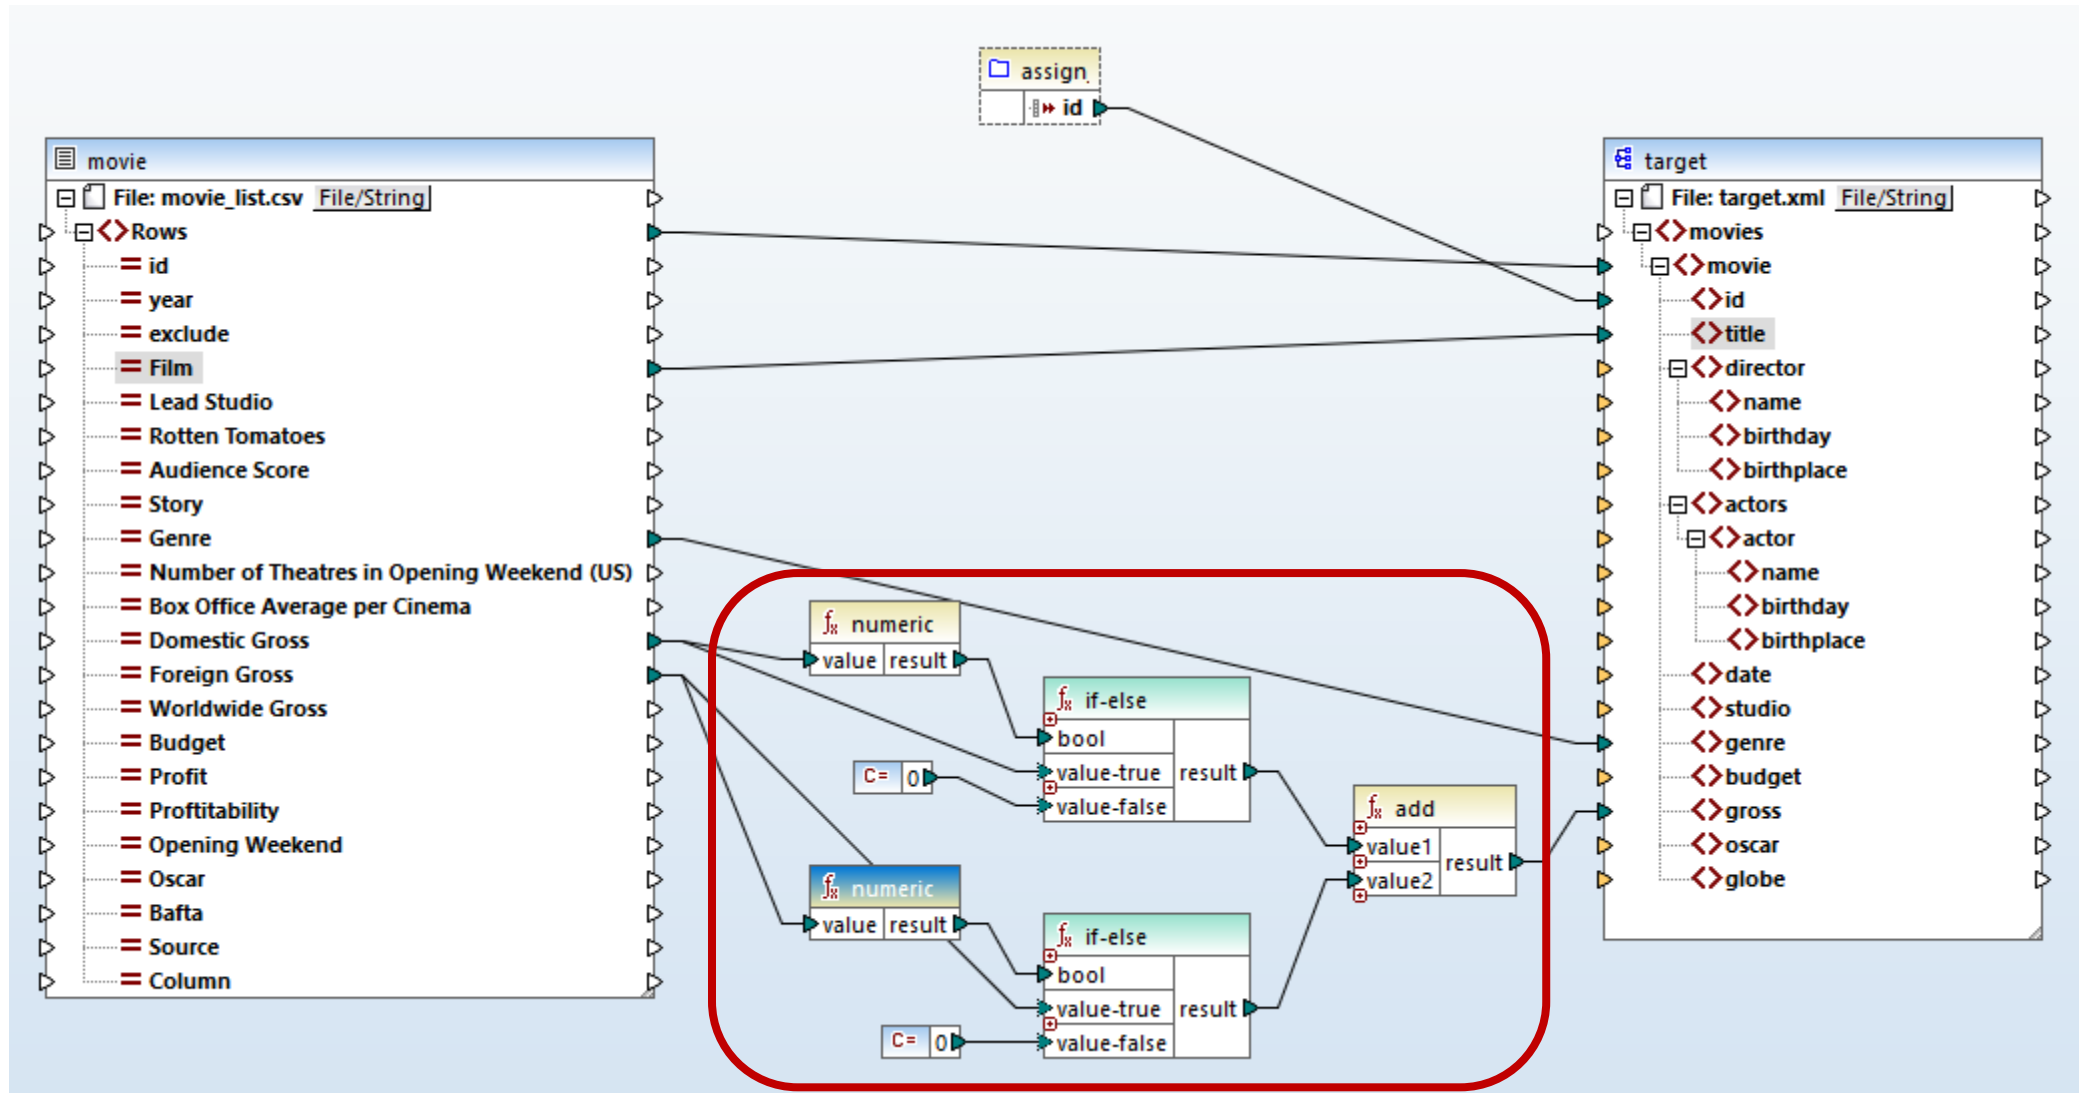 assign
id
movie
File: movie_list.csv File/String
Rows
id
year
exclude
Film
Lead Studio
Rotten Tomatoes
Audience Score
Story
Genre
Number of Theatres in Opening Weekend (US)
Box Office Average per Cinema
Domestic Gross
Foreign Gross
Worldwide Gross
Budget
Profit
Proftitability
Opening Weekend
Oscar
Bafta
Source
Column
fx numeric
value result
fx if-else
bool
value-true result
value-false
C= 0
fx numeric
value result
fx if-else
bool
value-true result
value-false
C= 0
fx add
value1
value2
result
target
File: target.xml File/String
movies
movie
id
title
director
name
birthday
birthplace
actors
actor
name
birthday
birthplace
date
studio
genre
budget
gross
oscar
globe